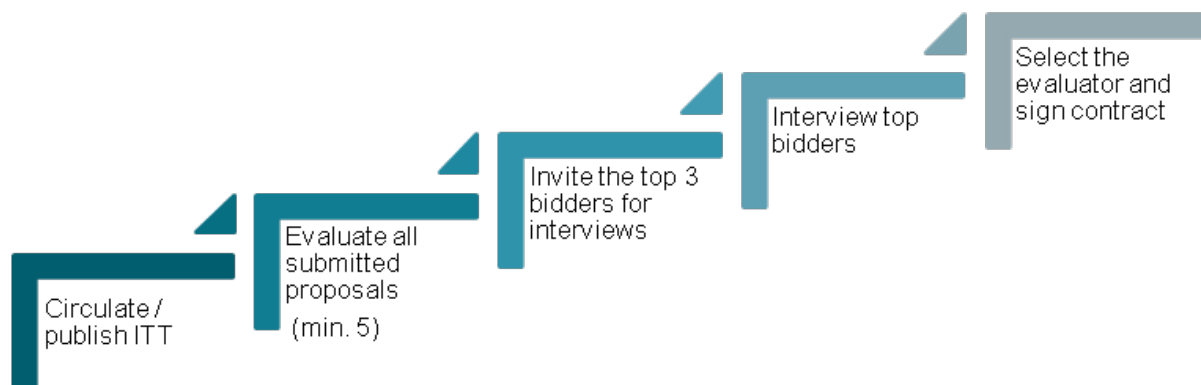 Circulate /
publish ITT
Evaluate all
submitted
proposals
(min. 5)
Invite the top 3
bidders for
interviews
Interview top
bidders
Select the
evaluator and
sign contract